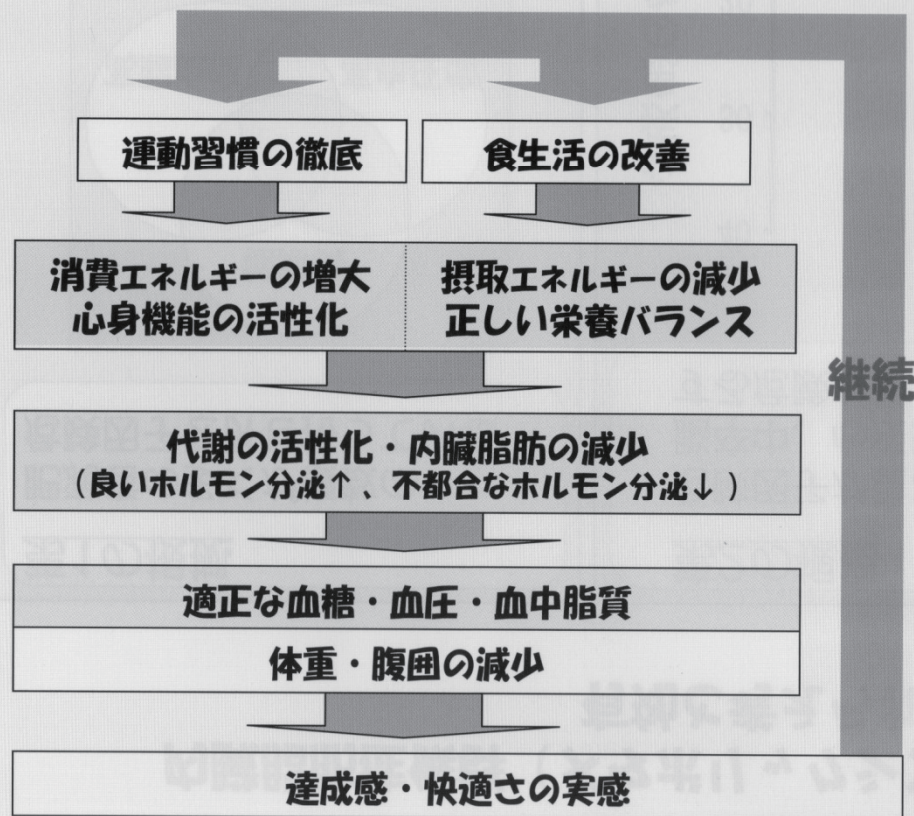 運動習慣の徹底
食生活の改善
消費エネルギーの増大
心身機能の活性化
摂取エネルギーの減少
正しい栄養バランス
継続
代謝の活性化・内臓脂肪の減少
（良いホルモン分泌↑、不都合なホルモン分泌↓）
適正な血糖・血圧・血中脂質
体重・腹囲の減少
達成感・快適さの実感